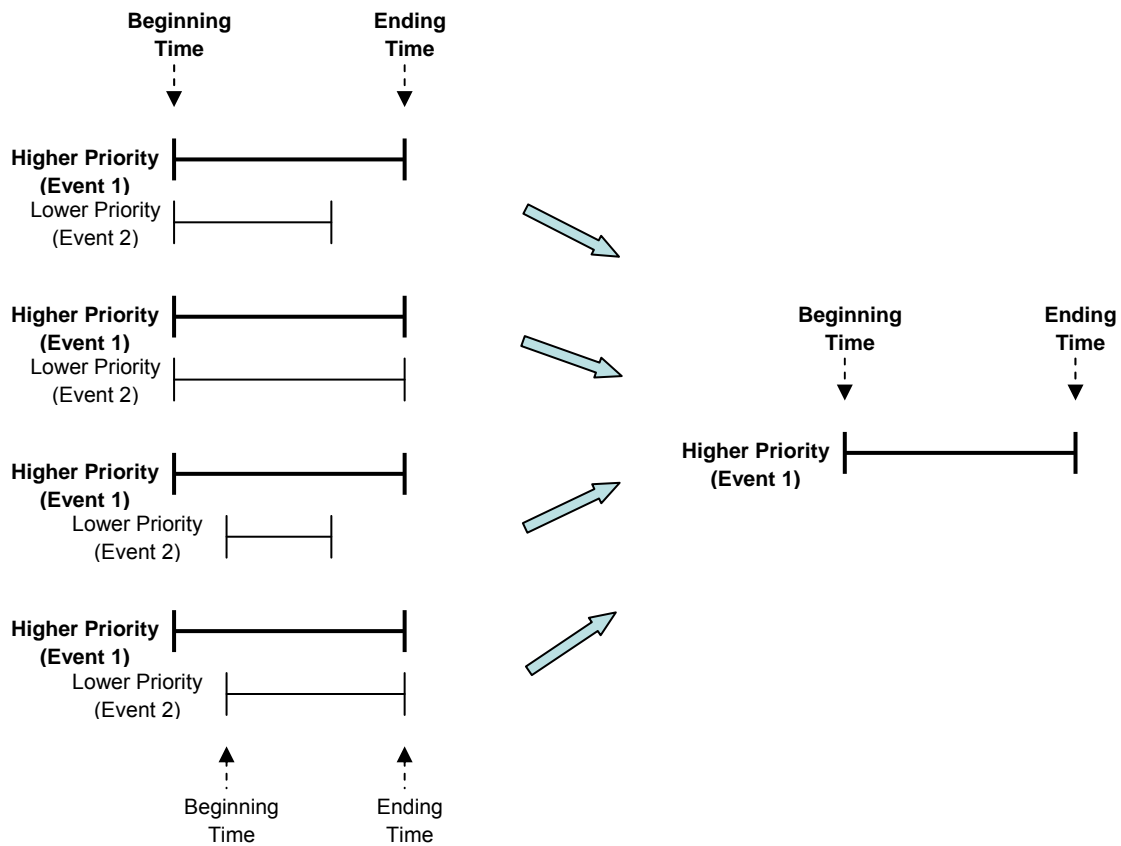 Beginning
Time
Ending
Time
Higher Priority
(Event 1)
Lower Priority
(Event 2)
Higher Priority
(Event 1)
Lower Priority
(Event 2)
Higher Priority
(Event 1)
Lower Priority
(Event 2)
Higher Priority
(Event 1)
Lower Priority
(Event 2)
Beginning
Time
Ending
Time
Beginning
Time
Ending
Time
Higher Priority
(Event 1)